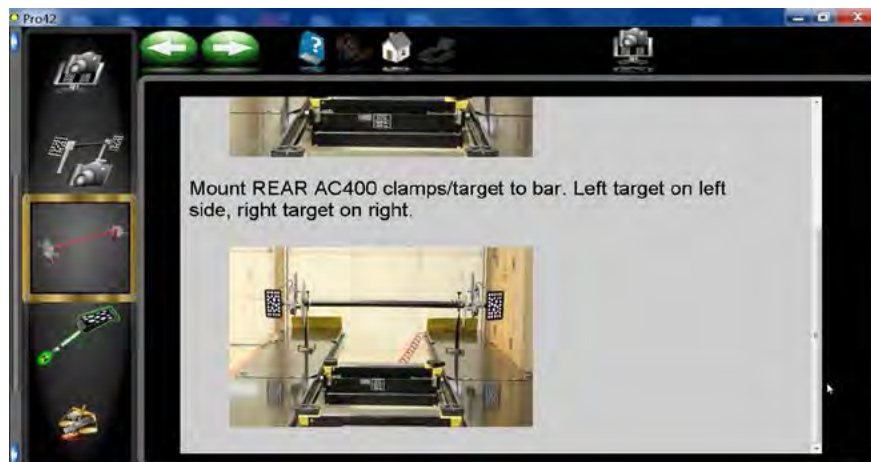 Pro42
Mount REAR AC400 clamps/target to bar. Left target on left
side, right target on right.